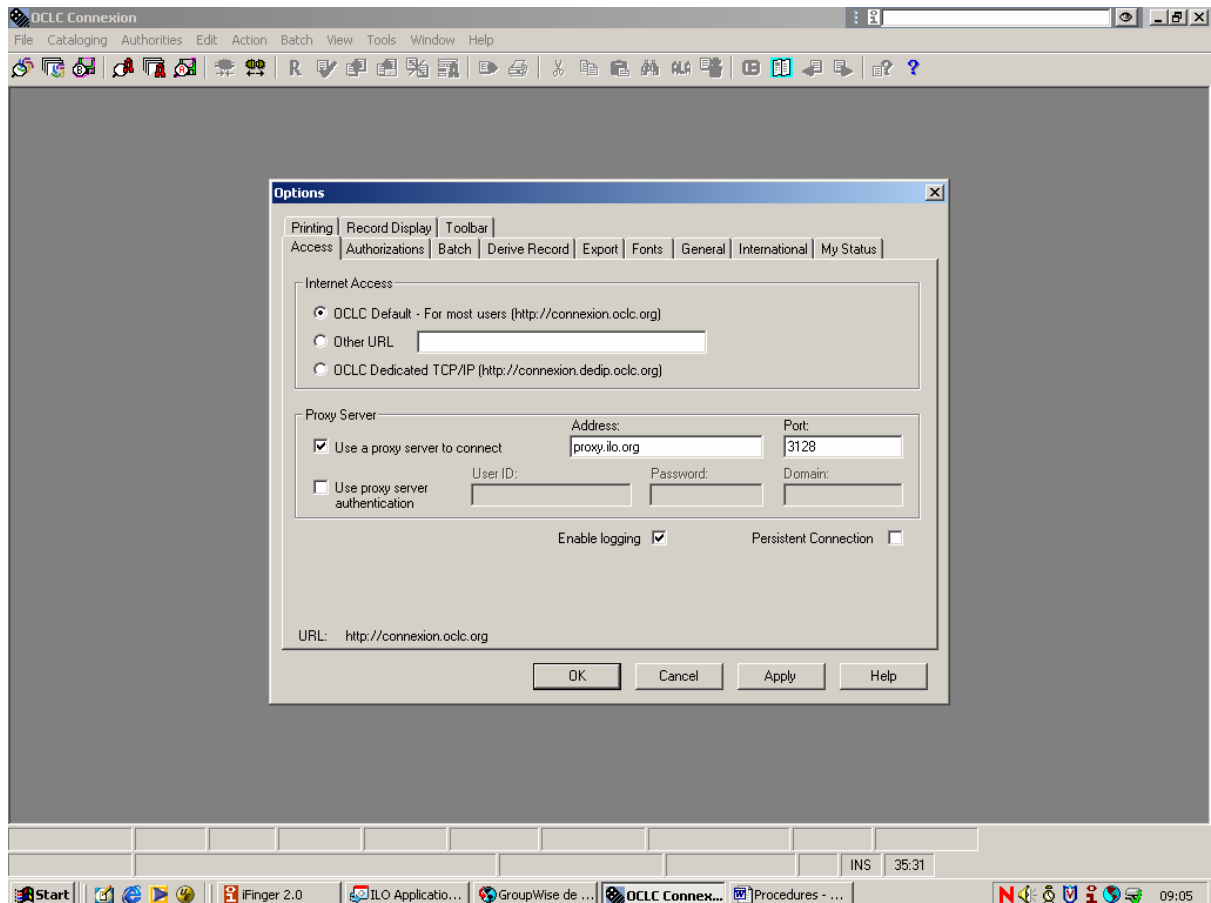 OCLC Connexion
File Cataloging Authorities Edit Action Batch View Tools Window Help
R ALA ?
Options
Printing Record Display Toolbar
Access Authorizations Batch Derive Record Export Fonts General International My Status
Internet Access
OCLC Default - For most users (http://connexion.oclc.org)
Other URL
OCLC Dedicated TCP/IP (http://connexion.dedip.oclc.org)
Proxy Server
Address: Port:
Use a proxy server to connect proxy.ilo.org 3128
User ID: Password: Domain:
Use proxy server
authentication
Enable logging Persistent Connection
URL: http://connexion.oclc.org
OK Cancel Apply Help
INS 35:31
Start iFinger 2.0 ILO Applicatio... GroupWise de ... OCLC Connex... Procedures - ... N 09:05